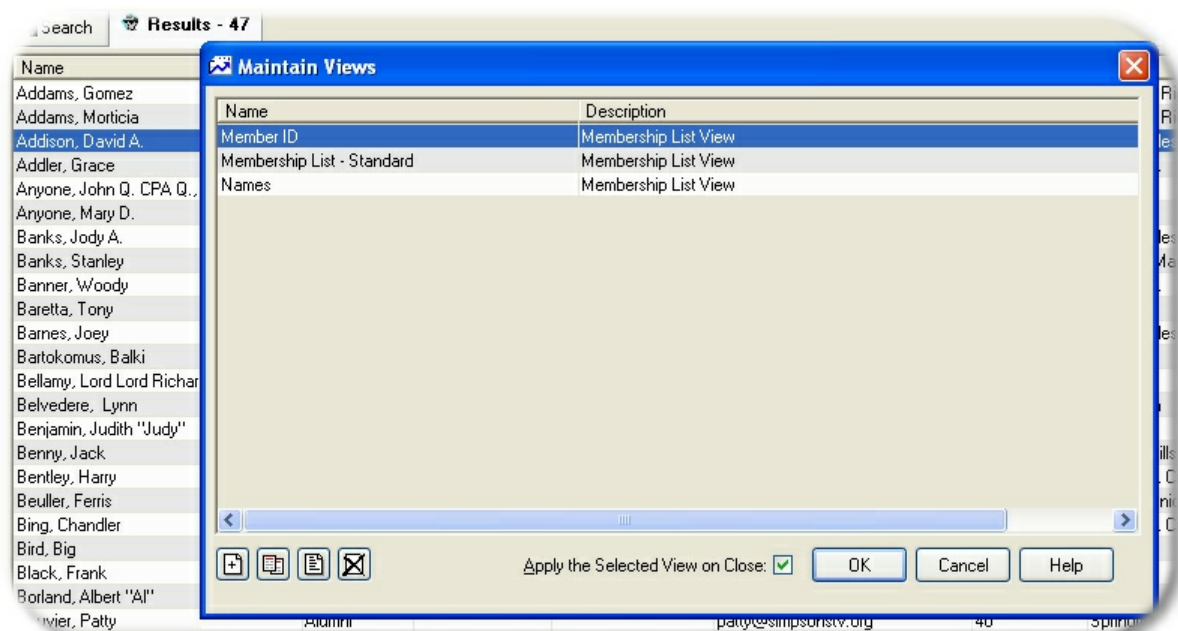 Search
Results - 47
Name
Addams, Gomez
Addams, Morticia
Addison, David A.
Addler, Grace
Anyone, John Q. CPA Q.,
Anyone, Mary D.
Banks, Jody A.
Banks, Stanley
Banner, Woody
Baretta, Tony
Barnes, Joey
Bartokomus, Balki
Bellamy, Lord Lord Richar
Belvedere, Lynn
Benjamin, Judith "Judy"
Benny, Jack
Bentley, Harry
Beuller, Ferris
Bing, Chandler
Bird, Big
Black, Frank
Borland, Albert "Al"
uvier, Patty Alumni patty@simpsonstv.org 40
Maintain Views
Name Description
Member ID Membership List View
Membership List - Standard Membership List View
Names Membership List View
Apply the Selected View on Close: OK Cancel Help